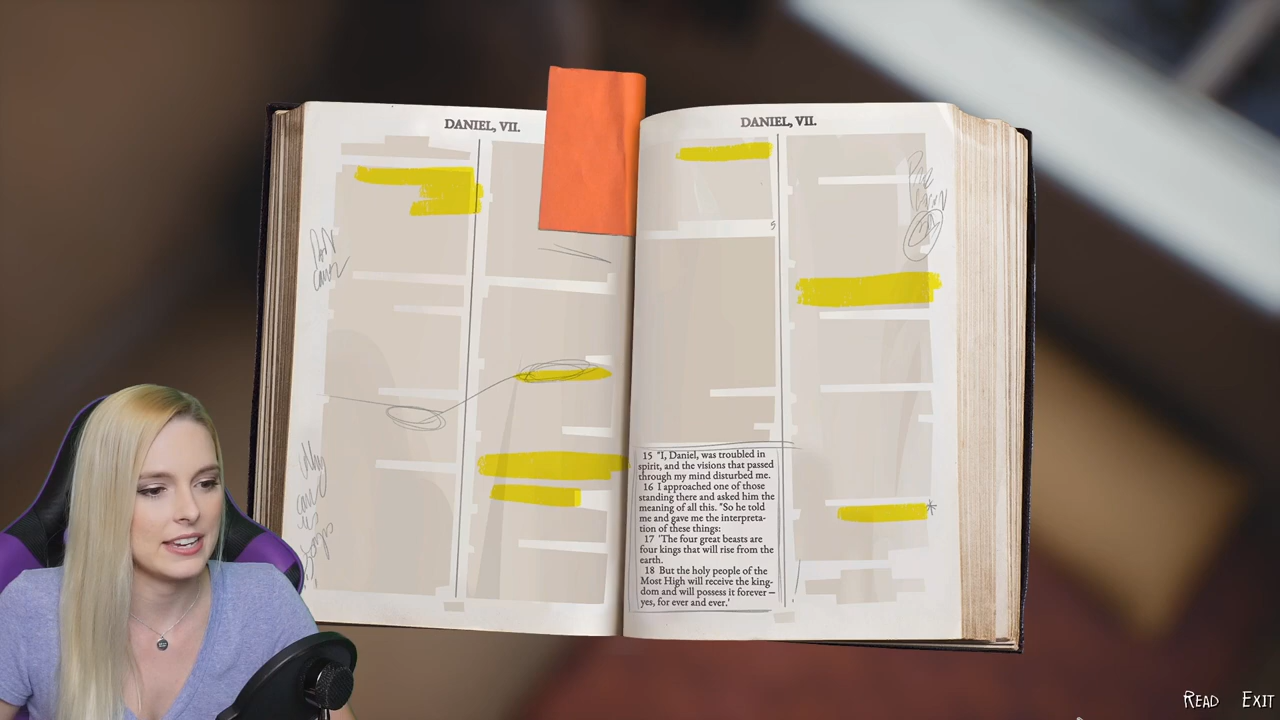 DANIEL, VII.
DANIEL, VII.
5
15 "I, Daniel, was troubled in
spirit, and the visions that passed
through my mind disturbed me.
16 I approached one of those
standing there and asked him the
meaning of all this. "So he told
me and gave me the interpreta-
tion of these things:
17 'The four great beasts are
four kings that will rise from the
earth.
18 But the holy people of the
Most High will receive the king-
dom and will possess it forever –
yes, for ever and ever.'
READ EXIT